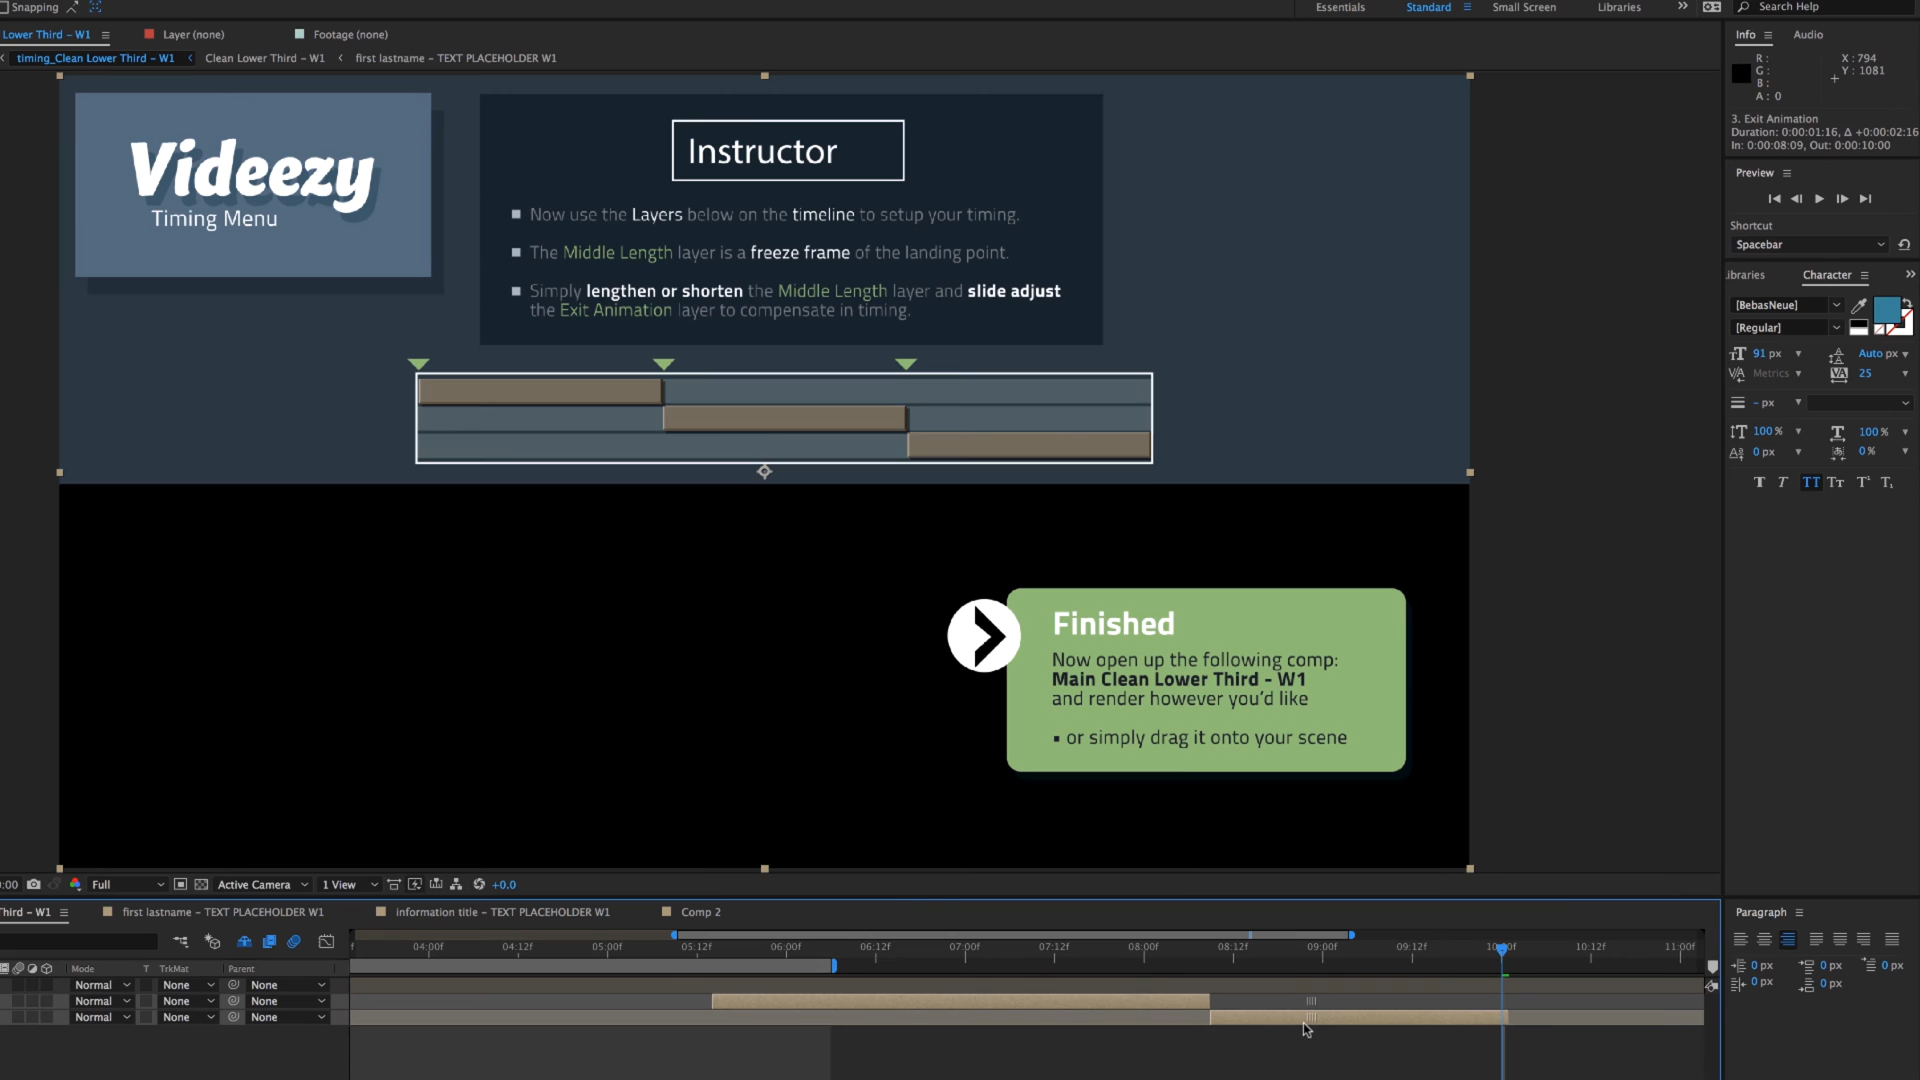 Snapping
Essentials
Standard
Small Screen
Libraries
Search Help
Lower Third – W1
Layer (none)
Footage (none)
Info
Audio
timing_Clean Lower Third – W1
Clean Lower Third – W1
first lastname – TEXT PLACEHOLDER W1
R :
G :
B :
A : 0
X : 794
Y : 1081
3. Exit Animation
Duration: 0:00:01:16, Δ +0:00:02:16
In: 0:00:08:09, Out: 0:00:10:00
Videezy
Timing Menu
Instructor
Now use the Layers below on the timeline to setup your timing.
The Middle Length layer is a freeze frame of the landing point.
Simply lengthen or shorten the Middle Length layer and slide adjust
the Exit Animation layer to compensate in timing.
Preview
Shortcut
Spacebar
ibraries
Character
[BebasNeue]
[Regular]
91 px
Auto px
Metrics
25
– px
100 %
100 %
0 px
0 %
Finished
Now open up the following comp:
Main Clean Lower Third - W1
and render however you'd like
▪ or simply drag it onto your scene
:00
Full
Active Camera
1 View
+0.0
Third – W1
first lastname – TEXT PLACEHOLDER W1
information title – TEXT PLACEHOLDER W1
Comp 2
Paragraph
f
04:00f
04:12f
05:00f
05:12f
06:00f
06:12f
07:00f
07:12f
08:00f
08:12f
09:00f
09:12f
10:00f
10:12f
11:00f
Mode
T
TrkMat
Parent
Normal
None
None
Normal
None
None
Normal
None
None
0 px
0 px
0 px
0 px
0 px